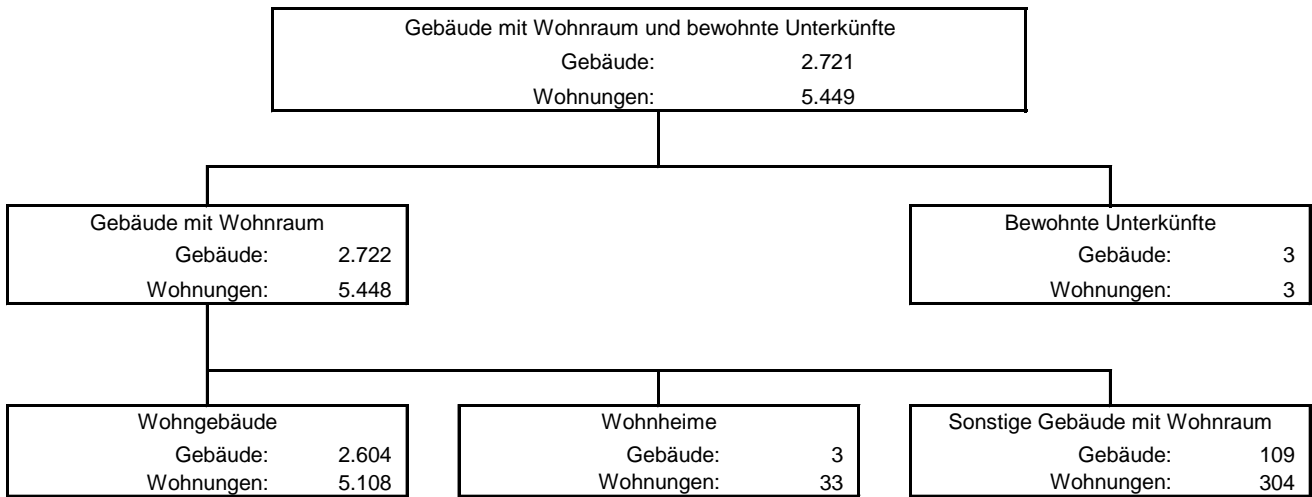 Gebäude mit Wohnraum und bewohnte Unterkünfte
Gebäude: 2.721
Wohnungen: 5.449
Gebäude mit Wohnraum
Gebäude: 2.722
Wohnungen: 5.448
Bewohnte Unterkünfte
Gebäude: 3
Wohnungen: 3
Wohngebäude
Gebäude: 2.604
Wohnungen: 5.108
Wohnheime
Gebäude: 3
Wohnungen: 33
Sonstige Gebäude mit Wohnraum
Gebäude: 109
Wohnungen: 304